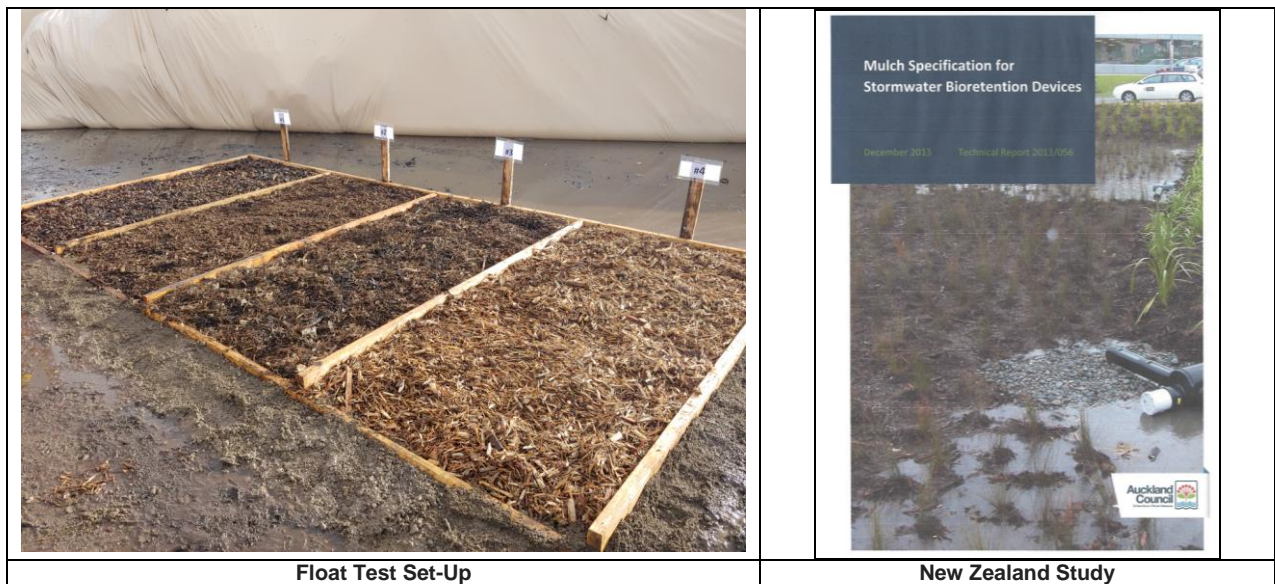 #1
#2
#3
#4
Mulch Specification for
Stormwater Bioretention Devices
December 2013 Technical Report 2013/056
Auckland
Council
Float Test Set-Up
New Zealand Study